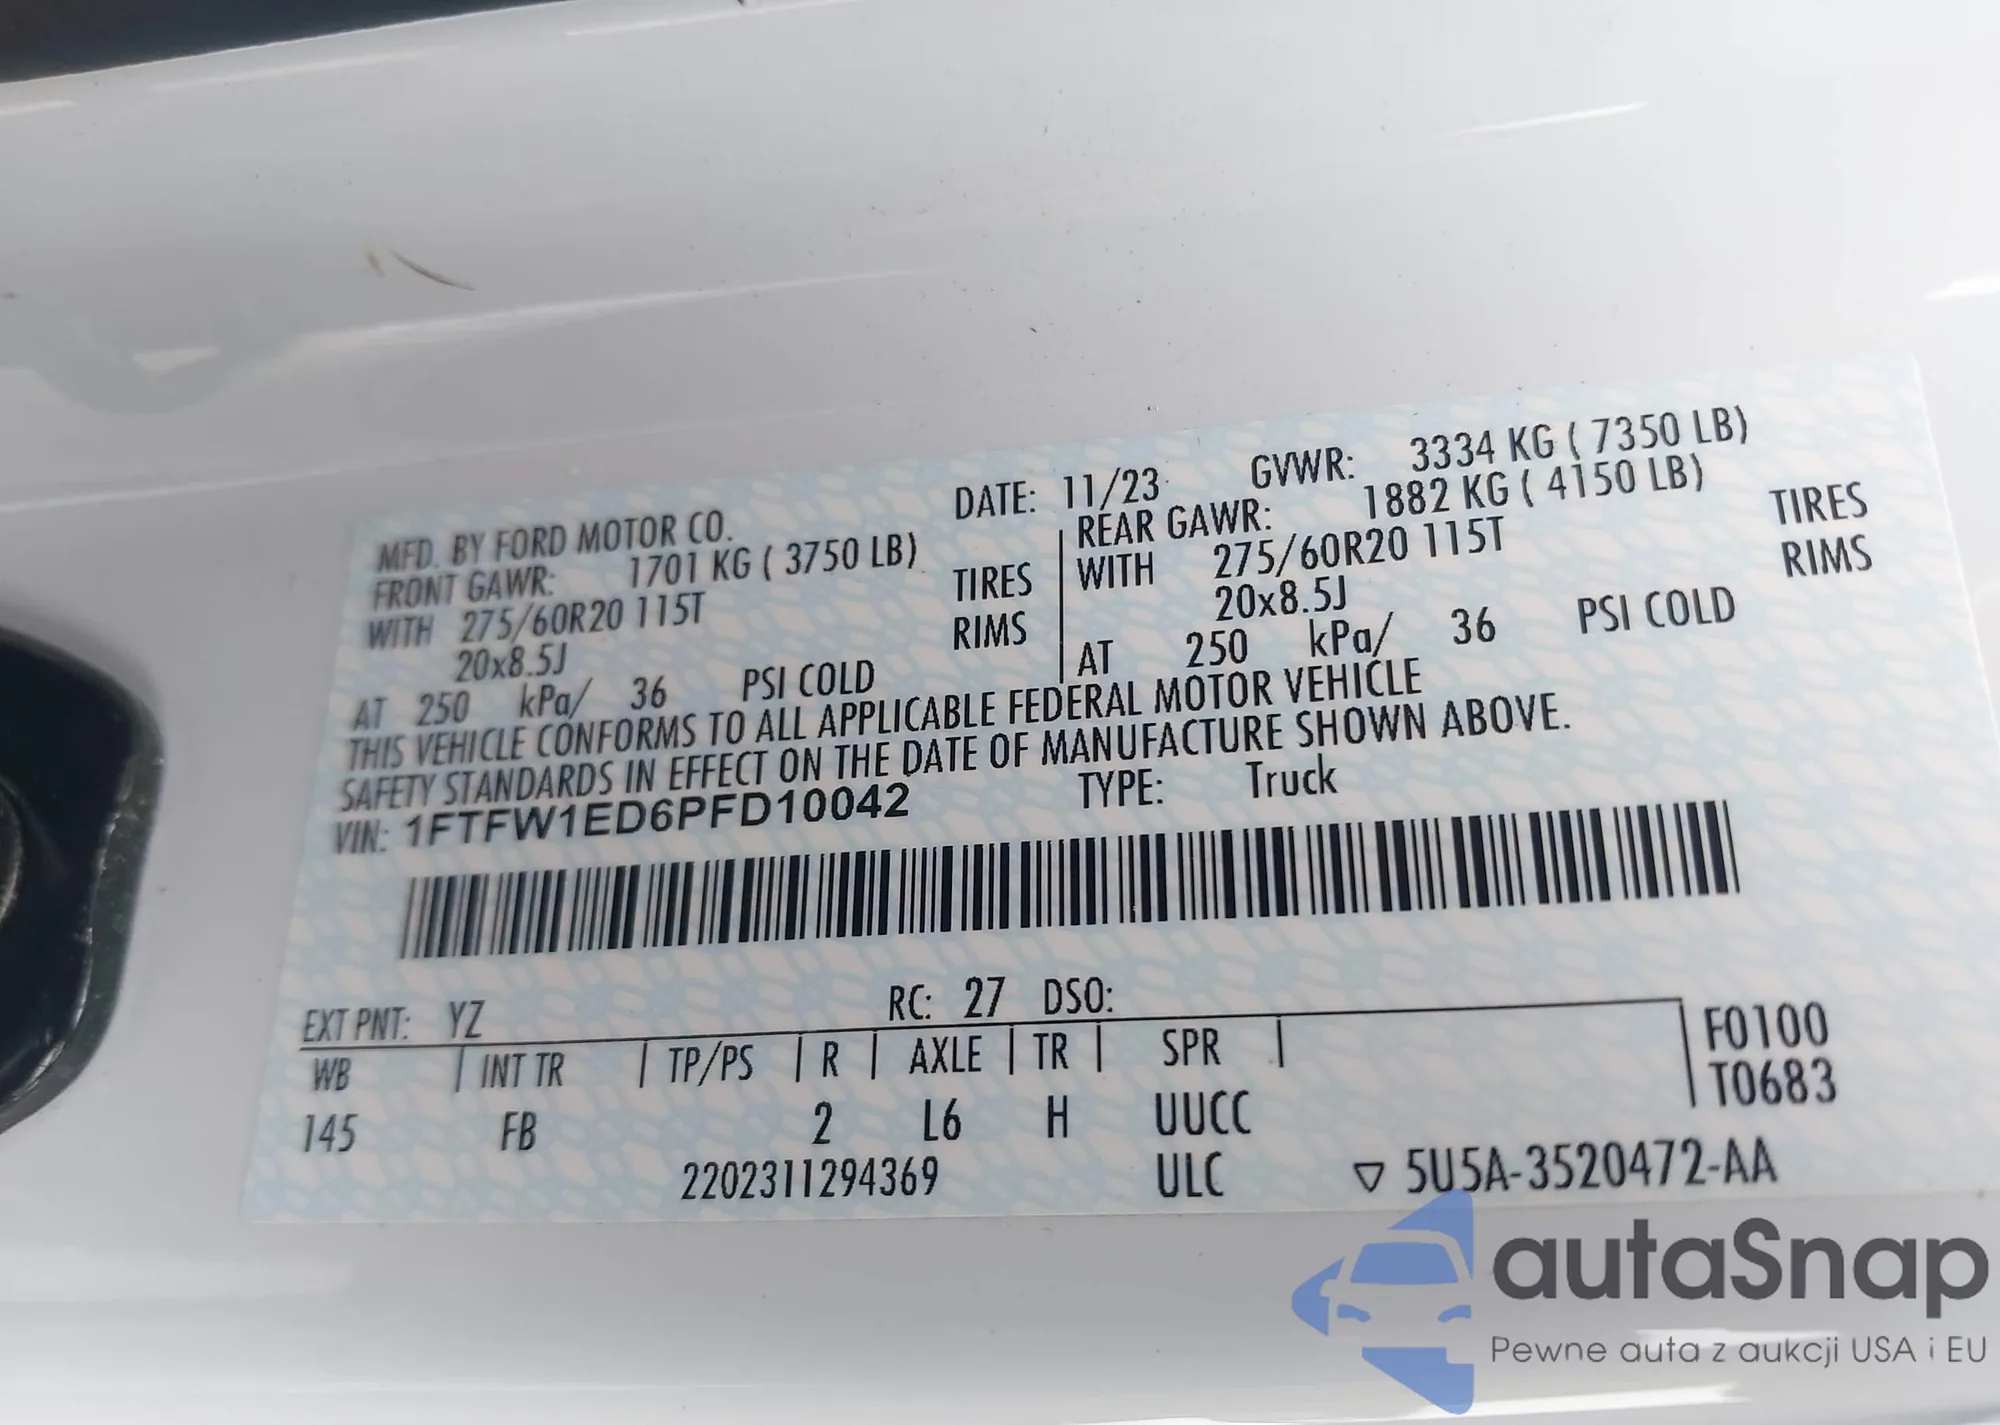 MFD. BY FORD MOTOR CO. DATE: 11/23 GVWR: 3334 KG ( 7350 LB)
FRONT GAWR: 1701 KG ( 3750 LB) REAR GAWR: 1882 KG ( 4150 LB)
WITH 275/60R20 115T TIRES WITH 275/60R20 115T TIRES
20x8.5J RIMS 20x8.5J RIMS
AT 250 kPa/ 36 PSI COLD AT 250 kPa/ 36 PSI COLD
THIS VEHICLE CONFORMS TO ALL APPLICABLE FEDERAL MOTOR VEHICLE
SAFETY STANDARDS IN EFFECT ON THE DATE OF MANUFACTURE SHOWN ABOVE.
VIN: 1FTFW1ED6PFD10042 TYPE: Truck
EXT PNT: YZ RC: 27 DSO:
WB INT TR TP/PS R AXLE TR SPR F0100
T0683
145 FB 2 L6 H UUCC
2202311294369 ULC ▽ 5U5A-3520472-AA
autaSnap
Pewne auta z aukcji USA i EU